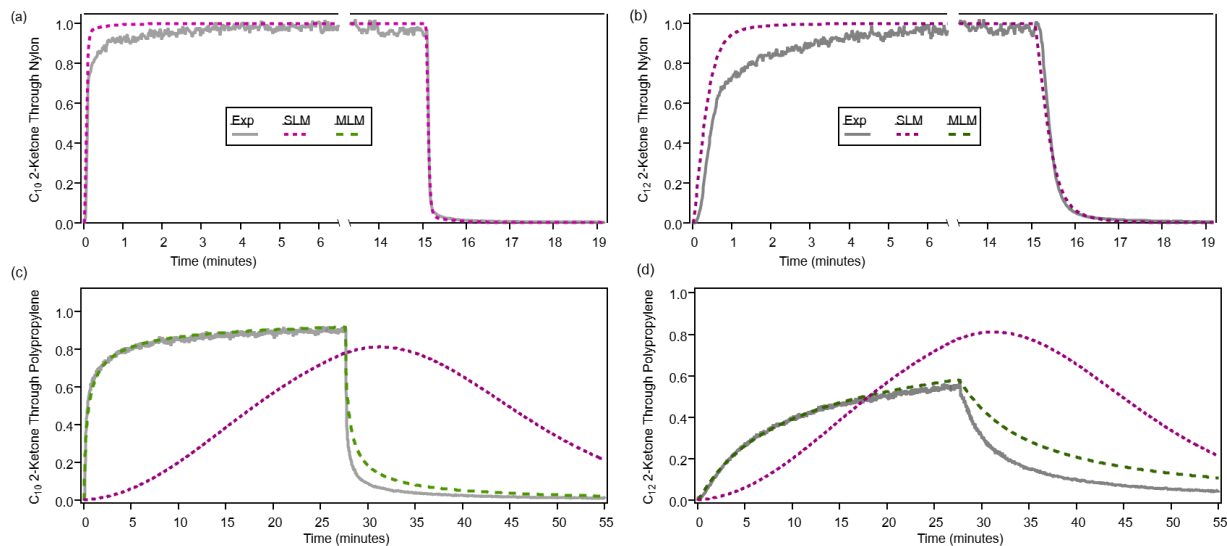 (a)
C10 2-Ketone Through Nylon
1.0
0.8
0.6
0.4
0.2
0.0
Exp SLM MLM
0 1 2 3 4 5 6 14 15 16 17 18 19
Time (minutes)
(b)
C12 2-Ketone Through Nylon
1.0
0.8
0.6
0.4
0.2
0.0
Exp SLM MLM
0 1 2 3 4 5 6 14 15 16 17 18 19
Time (minutes)
(c)
C10 2-Ketone Through Polypropylene
1.0
0.8
0.6
0.4
0.2
0.0
0 5 10 15 20 25 30 35 40 45 50 55
Time (minutes)
(d)
C12 2-Ketone Through Polypropylene
1.0
0.8
0.6
0.4
0.2
0.0
0 5 10 15 20 25 30 35 40 45 50 55
Time (minutes)